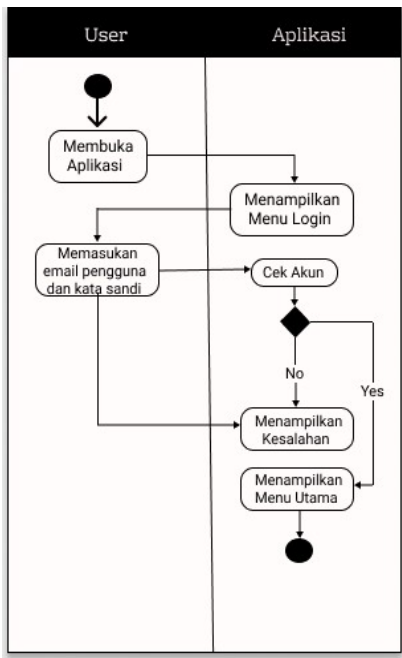 User
Aplikasi
Membuka
Aplikasi
Menampilkan
Menu Login
Memasukan
email pengguna
dan kata sandi
Cek Akun
No
Yes
Menampilkan
Kesalahan
Menampilkan
Menu Utama